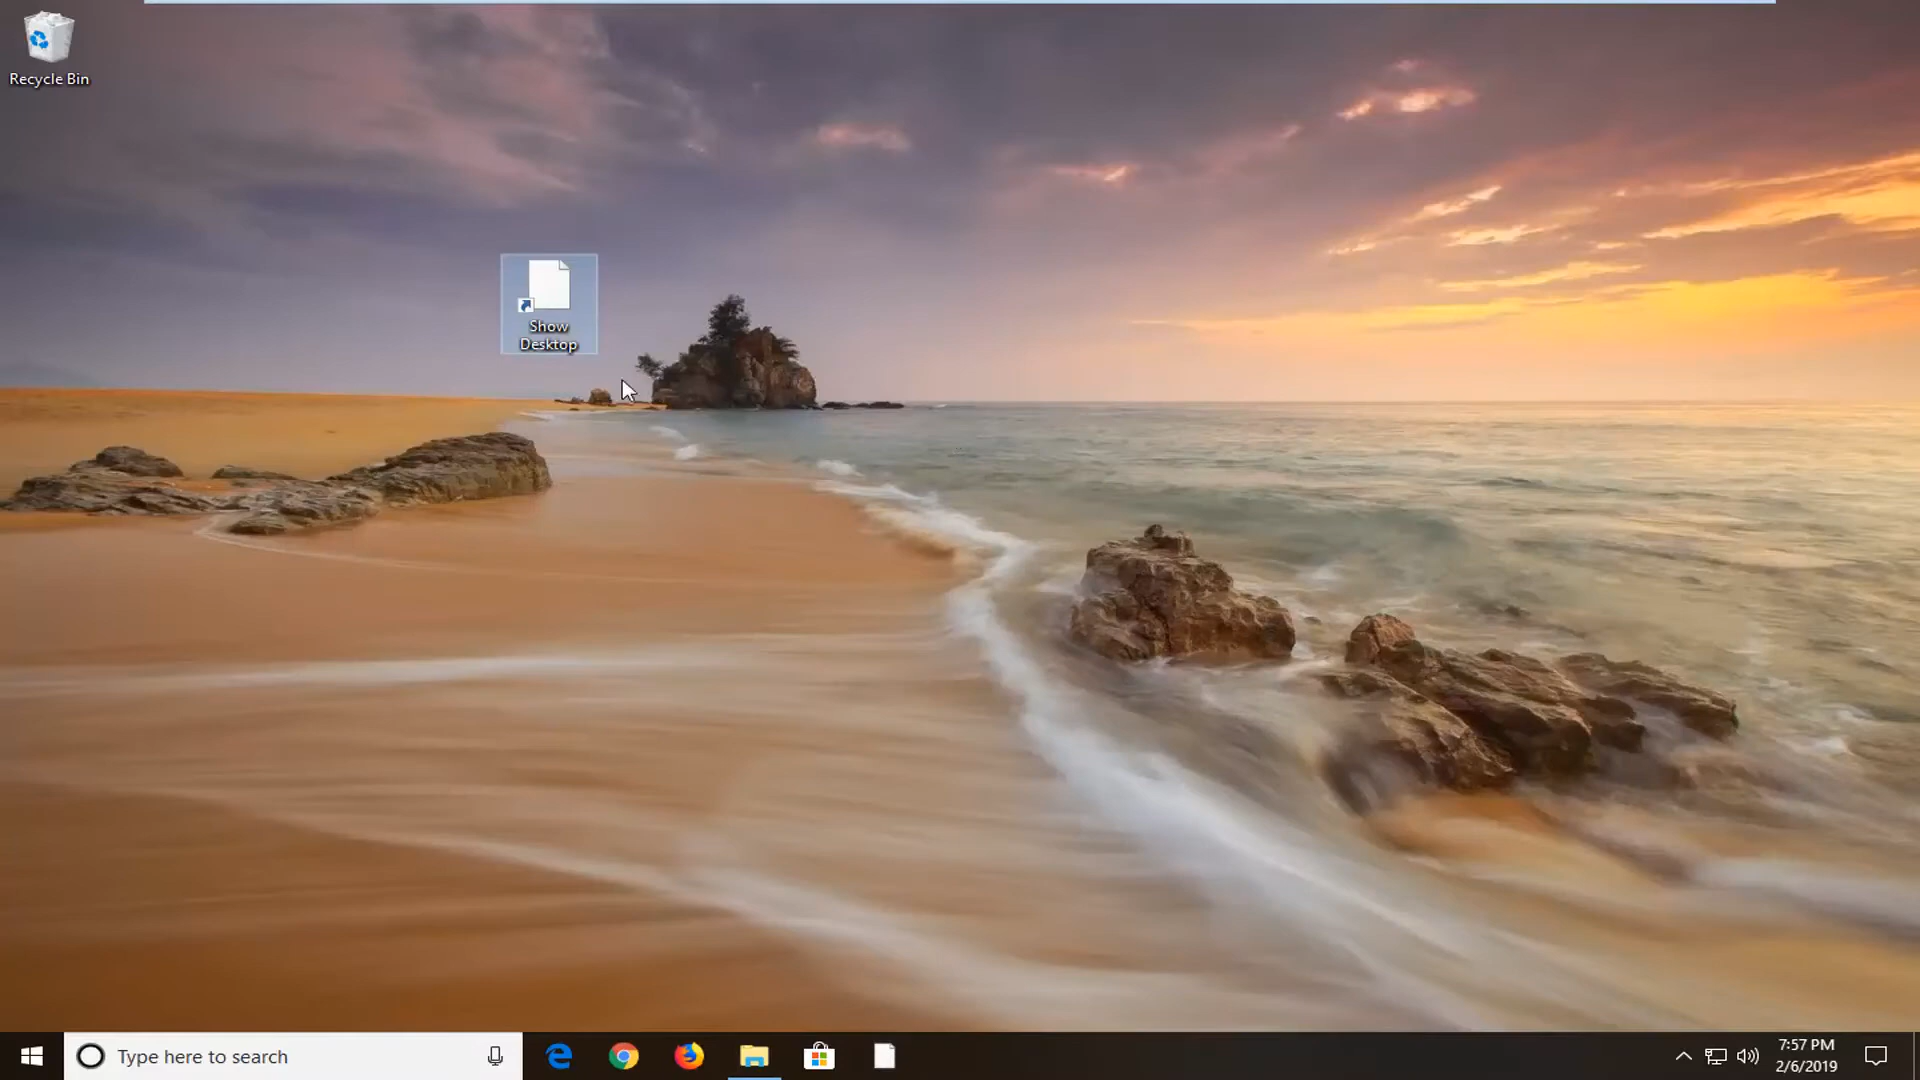 Recycle Bin
Show
Desktop
Type here to search
7:57 PM
2/6/2019